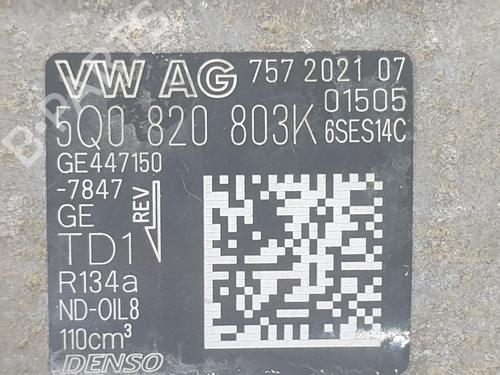 VW AG 757 2021 07
01505
5Q0 820 803K 6SES14C
GE447150
-7847
REV
GE
TD1
R134a
ND-OIL8
110cm³
DENSO
B-PARTS